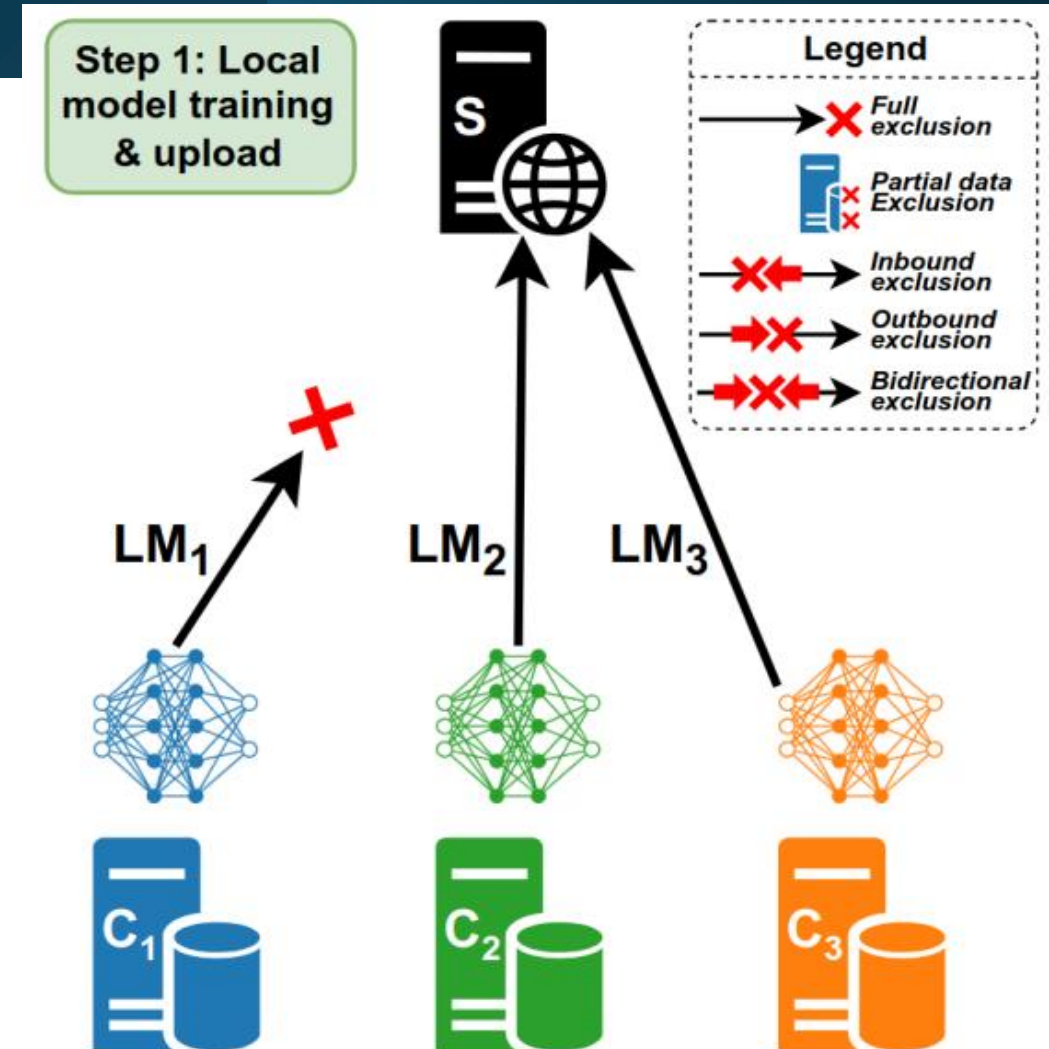 Step 1: Local
model training
& upload
S
Legend
Full
exclusion
Partial data
Exclusion
Inbound
exclusion
Outbound
exclusion
Bidirectional
exclusion
LM₁
LM₂
LM₃
C₁
C₂
C₃